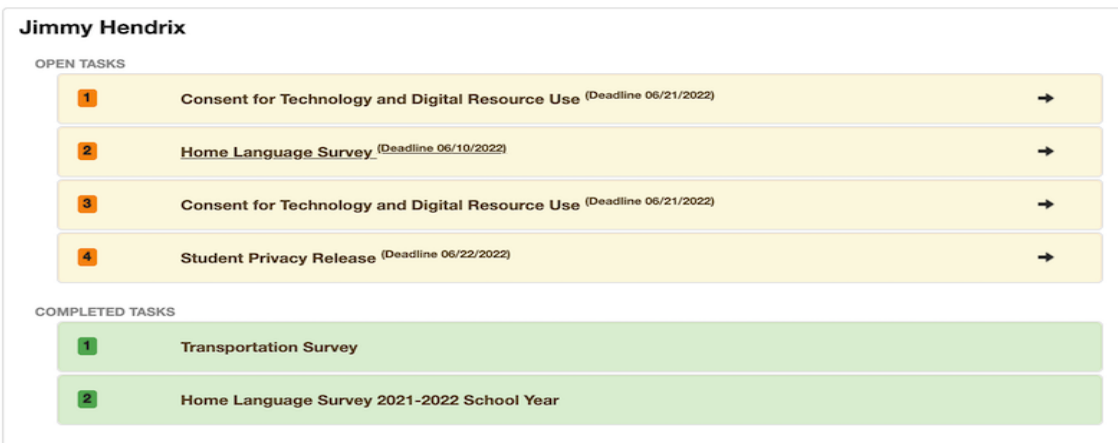 Jimmy Hendrix
OPEN TASKS
1 Consent for Technology and Digital Resource Use (Deadline 06/21/2022) ➔
2 Home Language Survey (Deadline 06/10/2022) ➔
3 Consent for Technology and Digital Resource Use (Deadline 06/21/2022) ➔
4 Student Privacy Release (Deadline 06/22/2022) ➔
COMPLETED TASKS
1 Transportation Survey
2 Home Language Survey 2021-2022 School Year